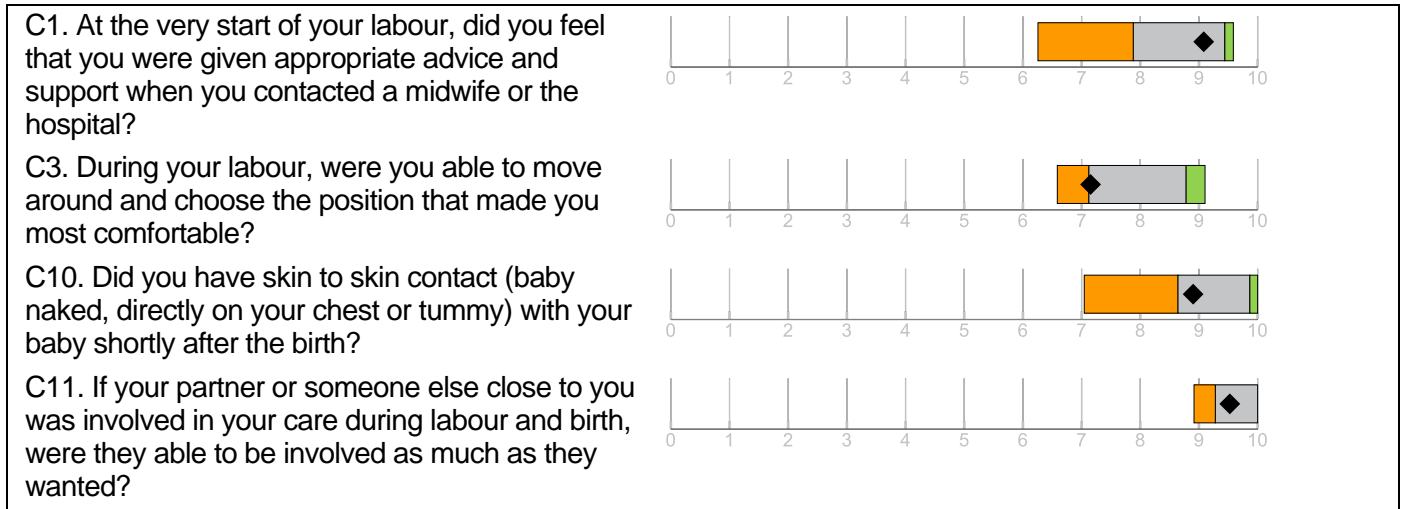 C1. At the very start of your labour, did you feel
that you were given appropriate advice and
support when you contacted a midwife or the
hospital?
0 1 2 3 4 5 6 7 8 9 10
C3. During your labour, were you able to move
around and choose the position that made you
most comfortable?
0 1 2 3 4 5 6 7 8 9 10
C10. Did you have skin to skin contact (baby
naked, directly on your chest or tummy) with your
baby shortly after the birth?
0 1 2 3 4 5 6 7 8 9 10
C11. If your partner or someone else close to you
was involved in your care during labour and birth,
were they able to be involved as much as they
wanted?
0 1 2 3 4 5 6 7 8 9 10